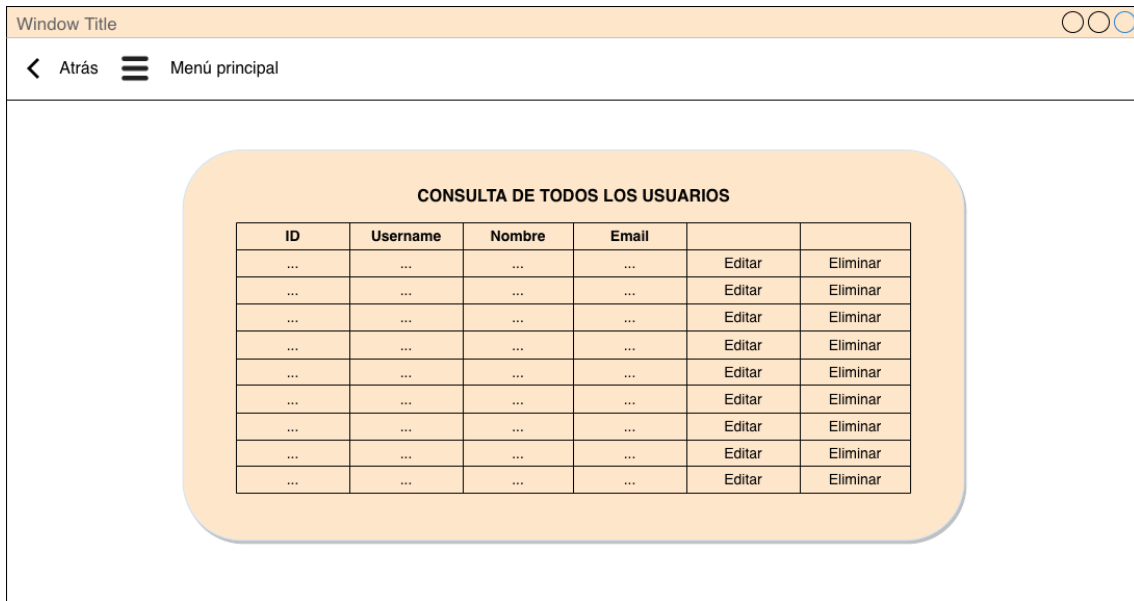 Window Title
Atrás Menú principal
CONSULTA DE TODOS LOS USUARIOS
ID Username Nombre Email
... ... ... ... Editar Eliminar
... ... ... ... Editar Eliminar
... ... ... ... Editar Eliminar
... ... ... ... Editar Eliminar
... ... ... ... Editar Eliminar
... ... ... ... Editar Eliminar
... ... ... ... Editar Eliminar
... ... ... ... Editar Eliminar
... ... ... ... Editar Eliminar